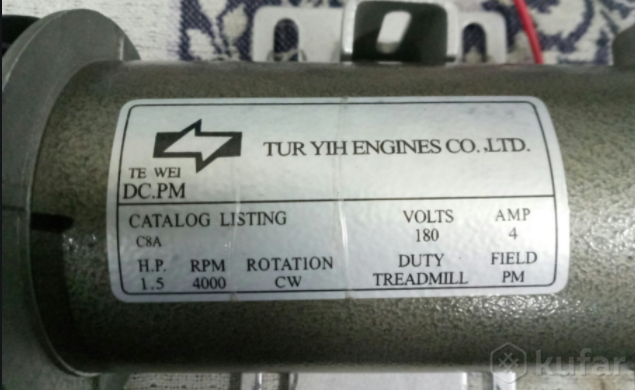 TUR YIH ENGINES CO.,LTD.
TE WEI
DC.PM
CATALOG LISTING VOLTS AMP
C8A 180 4
H.P. RPM ROTATION DUTY FIELD
1.5 4000 CW TREADMILL PM
kufar